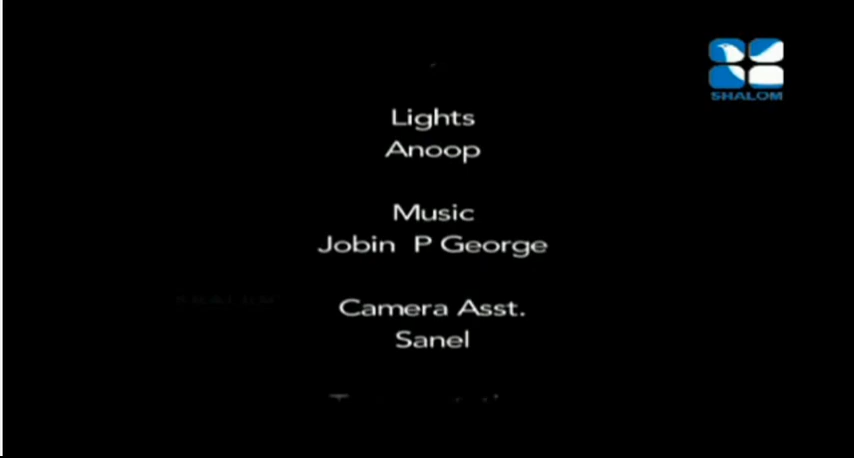 SHALOM
Lights
Anoop
Music
Jobin P George
Camera Asst.
Sanel